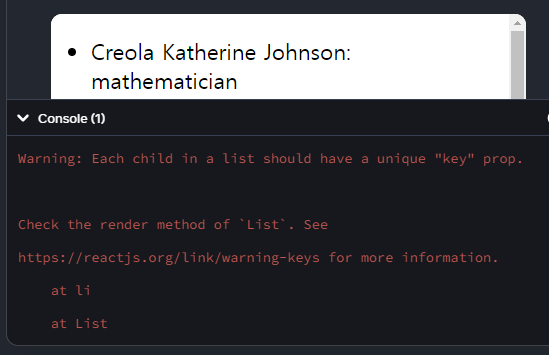 Creola Katherine Johnson:
mathematician
Console (1)
Warning: Each child in a list should have a unique "key" prop.
Check the render method of `List`. See
https://reactjs.org/link/warning-keys for more information.
at li
at List